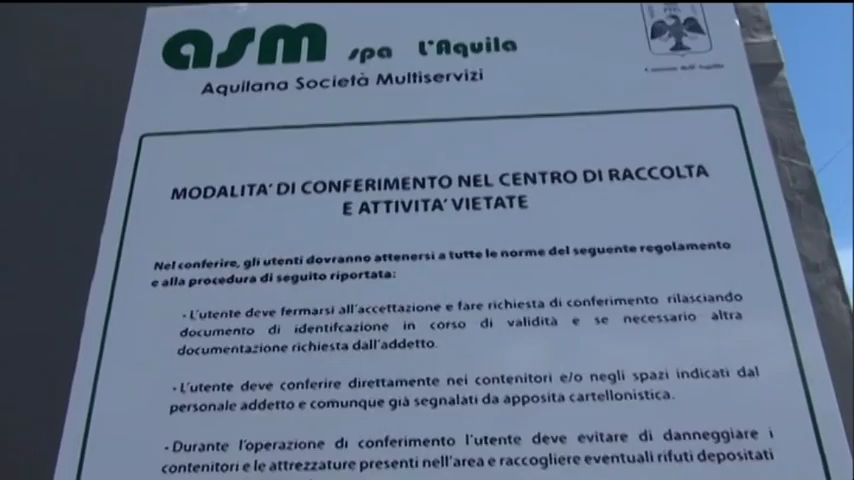 asm spa L'Aquila
Aquilana Società Multiservizi
Comune dell'Aquila
MODALITA' DI CONFERIMENTO NEL CENTRO DI RACCOLTA
E ATTIVITA' VIETATE
Nel conferire, gli utenti dovranno attenersi a tutte le norme del seguente regolamento
e alla procedura di seguito riportata:
- L'utente deve fermarsi all'accettazione e fare richiesta di conferimento rilasciando
documento di identifcazione in corso di validità e se necessario altra
documentazione richiesta dall'addetto.
- L'utente deve conferire direttamente nei contenitori e/o negli spazi indicati dal
personale addetto e comunque già segnalati da apposita cartellonistica.
- Durante l'operazione di conferimento l'utente deve evitare di danneggiare i
contenitori e le attrezzature presenti nell'area e raccogliere eventuali rifiuti depositati